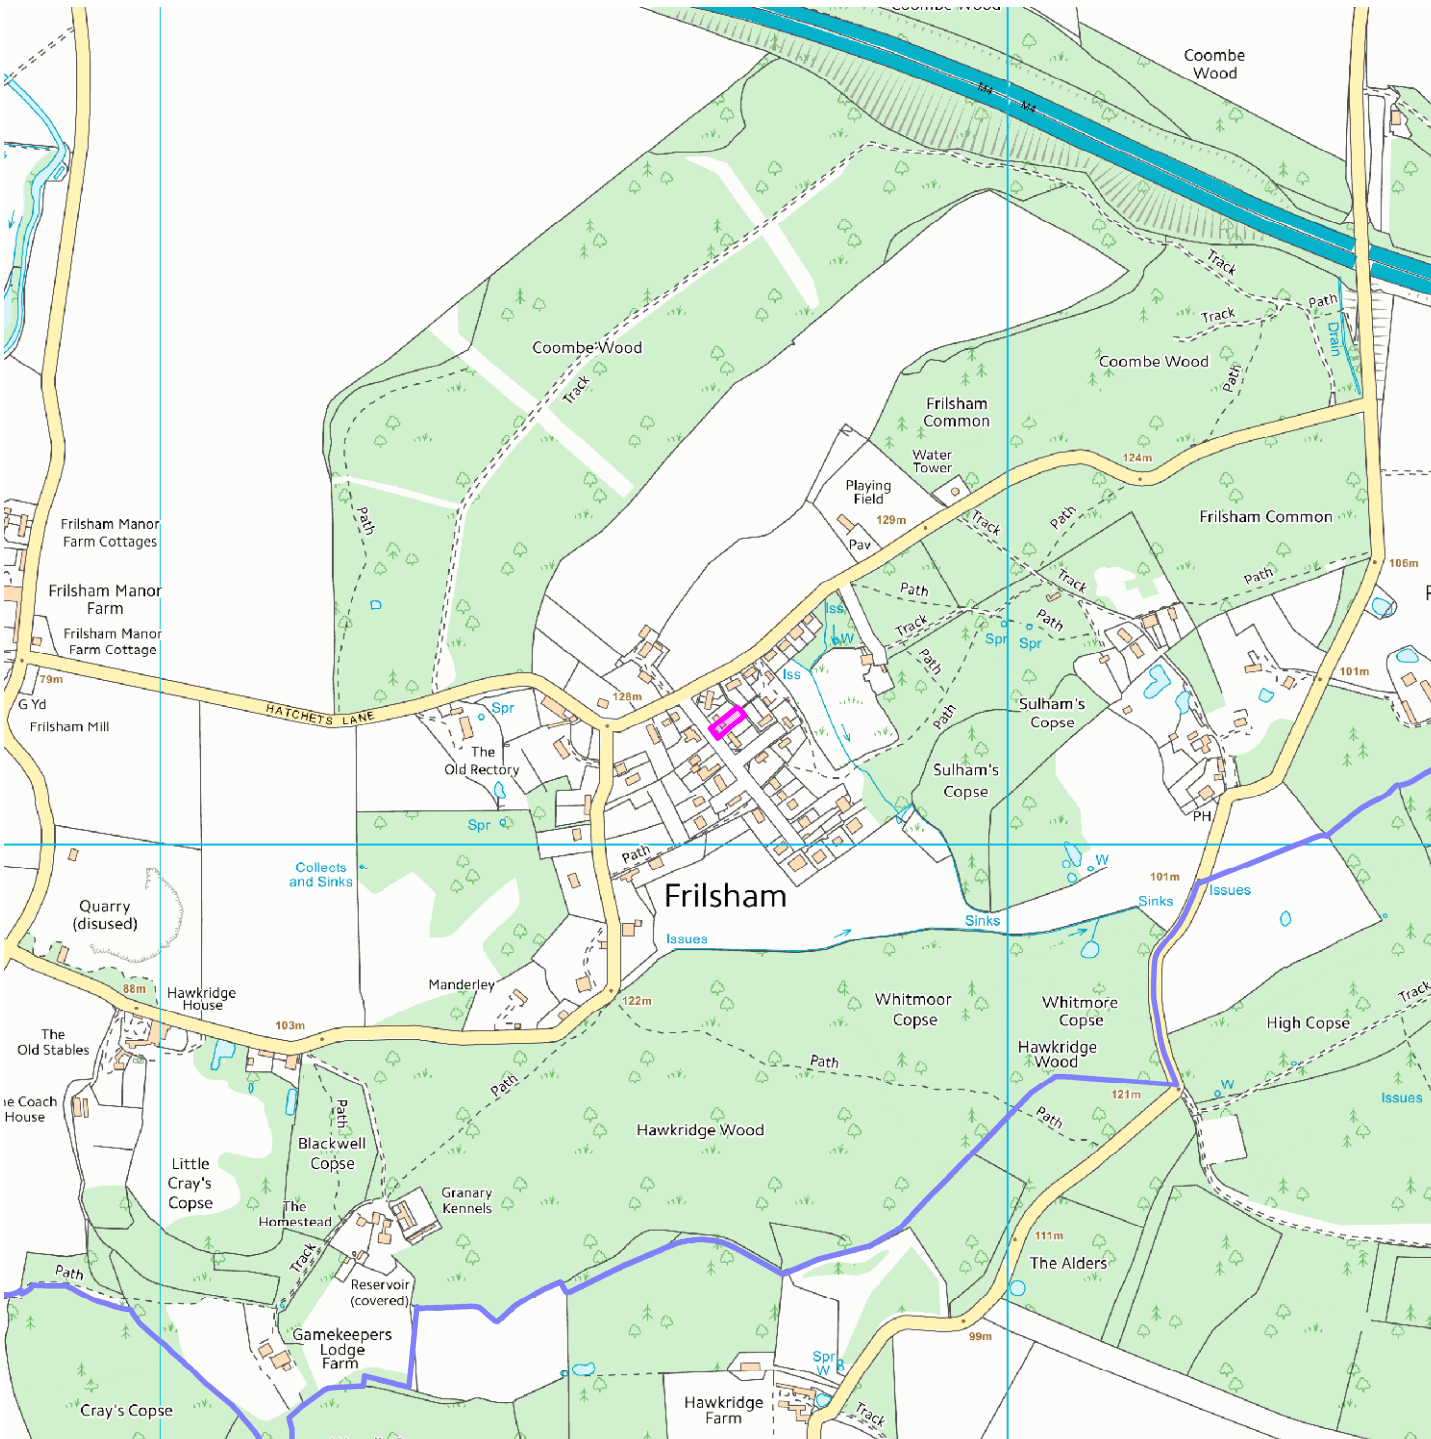 Coombe Wood
Coombe
Wood
M4
M4
Track
Path
Track
Drain
Coombe Wood
Coombe Wood
Track
Path
Frilsham
Common
Water
Tower
124m
Playing
Field
129m
Pav
Track
Path
Frilsham Common
Path
Frilsham Manor
Farm Cottages
Frilsham Manor
Farm
Frilsham Manor
Farm Cottage
106m
Path
Track
Path
Iss
W
Track
Path
Spr
Spr
Path
Iss
79m
G Yd
Frilsham Mill
HATCHETS LANE
128m
Spr
The
Old Rectory
Spr
101m
Sulham's
Copse
Path
Sulham's
Copse
PH
Path
Collects
and Sinks
W
101m
Issues
Sinks
Frilsham
Sinks
Issues
Quarry
(disused)
88m
Hawkridge
House
Manderley
122m
Whitmoor
Copse
Whitmore
Copse
Hawkridge
Wood
High Copse
Track
The
Old Stables
103m
Path
Path
121m
W
Issues
Path
ne Coach
House
Path
Blackwell
Copse
Hawkridge Wood
Little
Cray's
Copse
The
Homestead
Granary
Kennels
Track
Reservoir
(covered)
111m
The Alders
Path
Gamekeepers
Lodge
Farm
99m
Spr
W
Cray's Copse
Hawkridge
Farm
Track